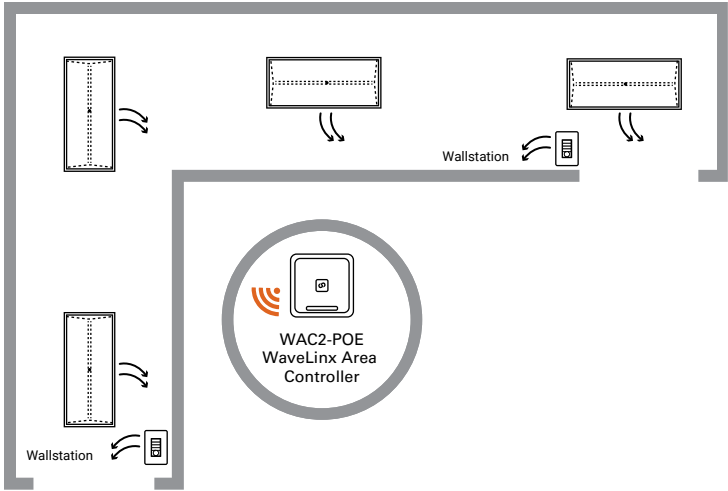 Wallstation
WAC2-POE
WaveLinx Area
Controller
Wallstation